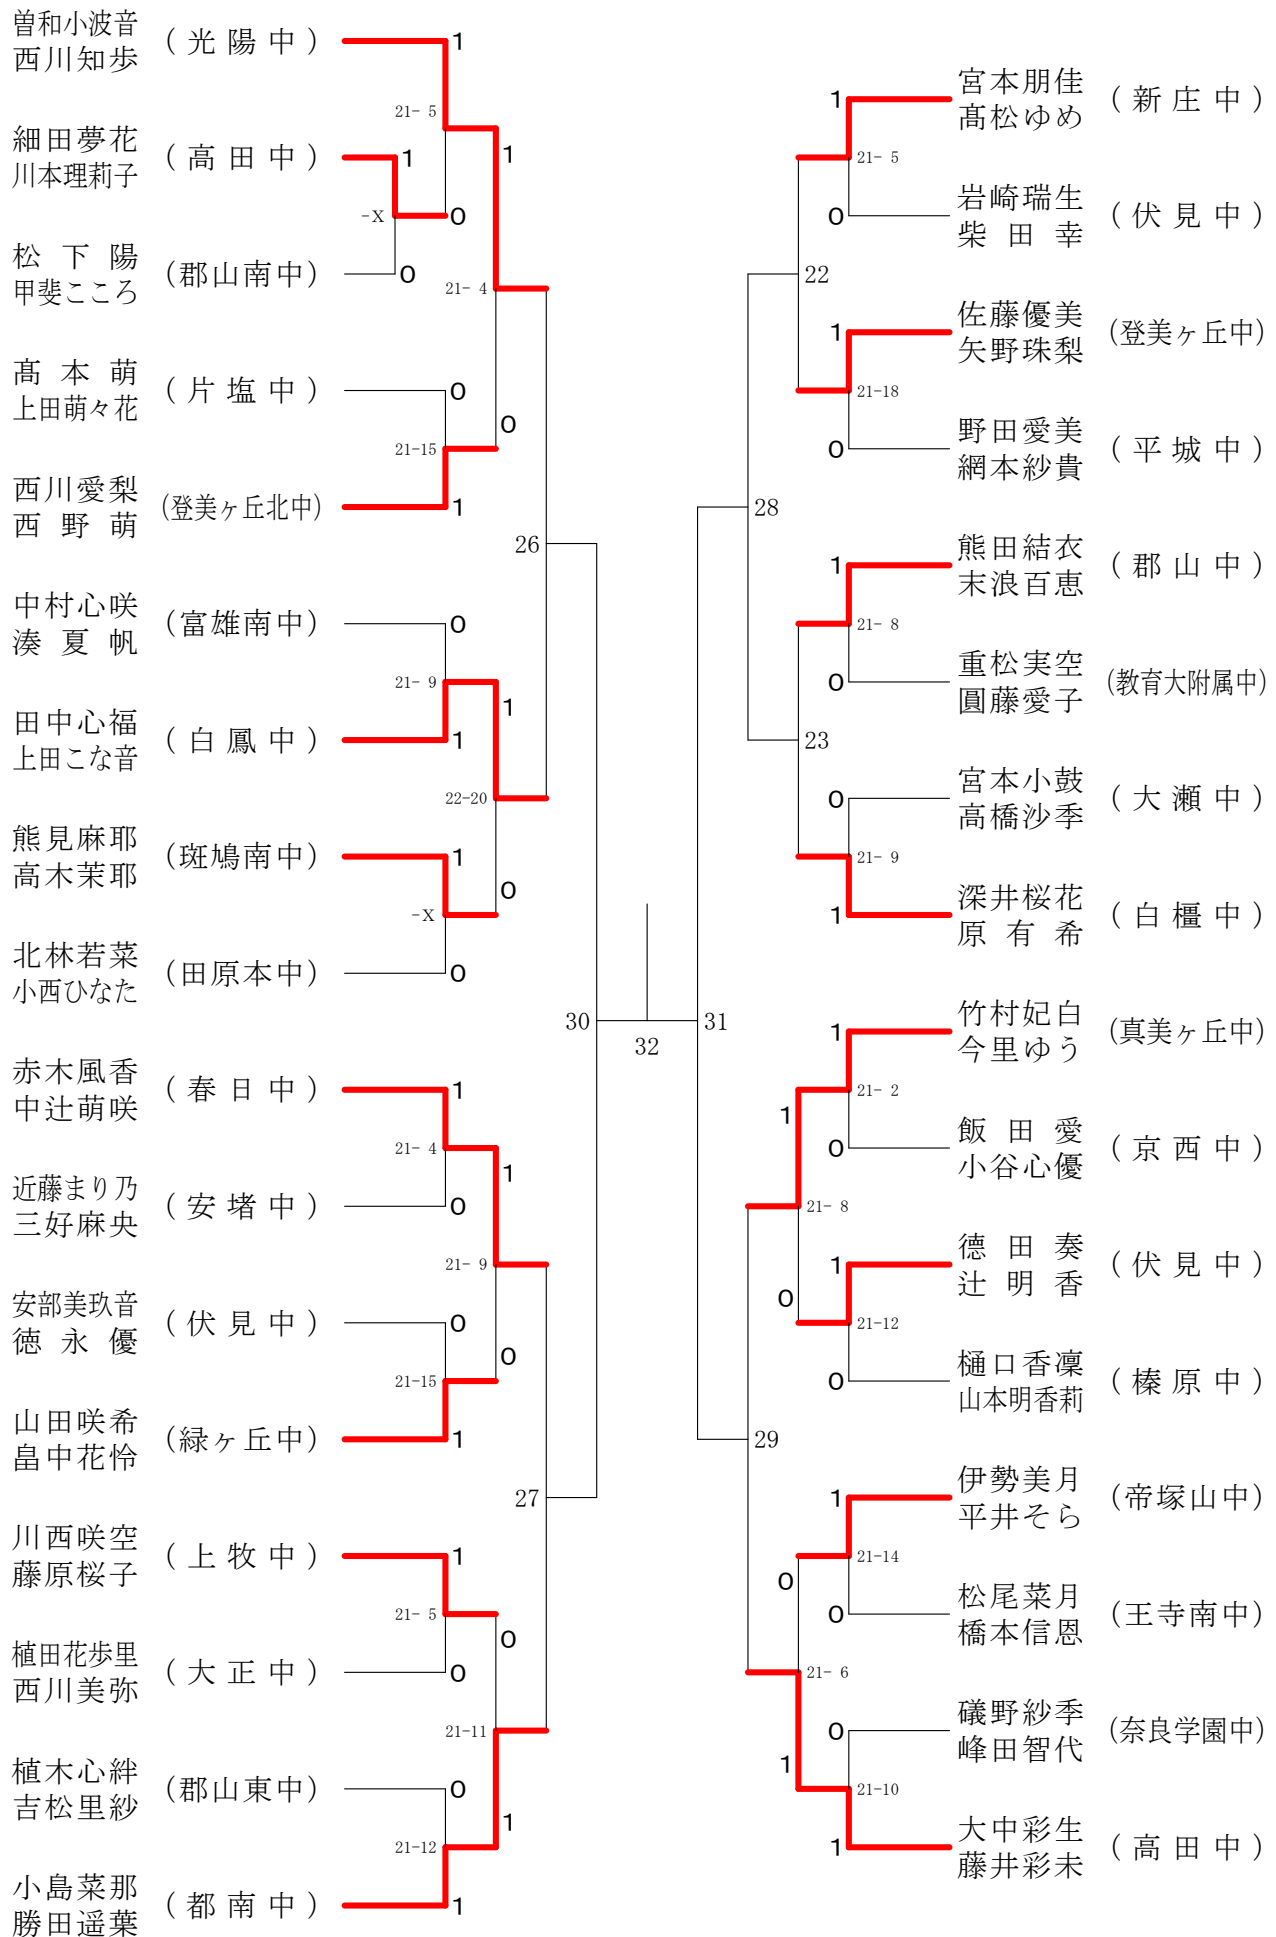 曽和小波音
西川知歩
(光陽中)
1
21- 5
細田夢花
川本理莉子
(高田中)
1
1
-X
0
松下陽
甲斐こころ
(郡山南中)
0
21- 4
髙本萌
上田萌々花
(片塩中)
0
0
21-15
西川愛梨
西野萌
(登美ヶ丘北中)
1
26
中村心咲
湊夏帆
(富雄南中)
0
21- 9
1
田中心福
上田こな音
(白鳳中)
1
22-20
熊見麻耶
高木茉耶
(斑鳩南中)
1
0
-X
北林若菜
小西ひなた
(田原本中)
0
30
32
31
赤木風香
中辻萌咲
(春日中)
1
21- 4
1
近藤まり乃
三好麻央
(安堵中)
0
21- 9
安部美玖音
徳永優
(伏見中)
0
0
21-15
山田咲希
畠中花怜
(緑ヶ丘中)
1
27
川西咲空
藤原桜子
(上牧中)
1
21- 5
0
植田花歩里
西川美弥
(大正中)
0
21-11
植木心絆
吉松里紗
(郡山東中)
0
1
21-12
小島菜那
勝田遥葉
(都南中)
1
宮本朋佳
髙松ゆめ
(新庄中)
1
21- 5
岩崎瑞生
柴田幸
(伏見中)
0
22
佐藤優美
矢野珠梨
(登美ヶ丘中)
1
21-18
野田愛美
網本紗貴
(平城中)
0
28
熊田結衣
末浪百恵
(郡山中)
1
21- 8
重松実空
圓藤愛子
(教育大附属中)
0
23
宮本小鼓
高橋沙季
(大瀬中)
0
21- 9
深井桜花
原有希
(白橿中)
1
竹村妃白
今里ゆう
(真美ヶ丘中)
1
21- 2
1
飯田愛
小谷心優
(京西中)
0
21- 8
德田奏
辻明香
(伏見中)
1
0
21-12
樋口香凜
山本明香莉
(榛原中)
0
29
伊勢美月
平井そら
(帝塚山中)
1
21-14
0
松尾菜月
橋本信恩
(王寺南中)
0
21- 6
礒野紗季
峰田智代
(奈良学園中)
0
1
21-10
大中彩生
藤井彩未
(高田中)
1